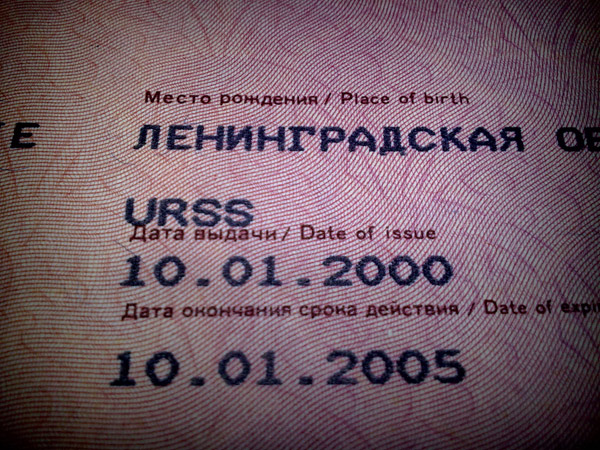 Место рождения / Place of birth
ЛЕНИНГРАДСКАЯ
URSS
Дата выдачи / Date of issue
10.01.2000
Дата окончания срока действия / Date of
10.01.2005